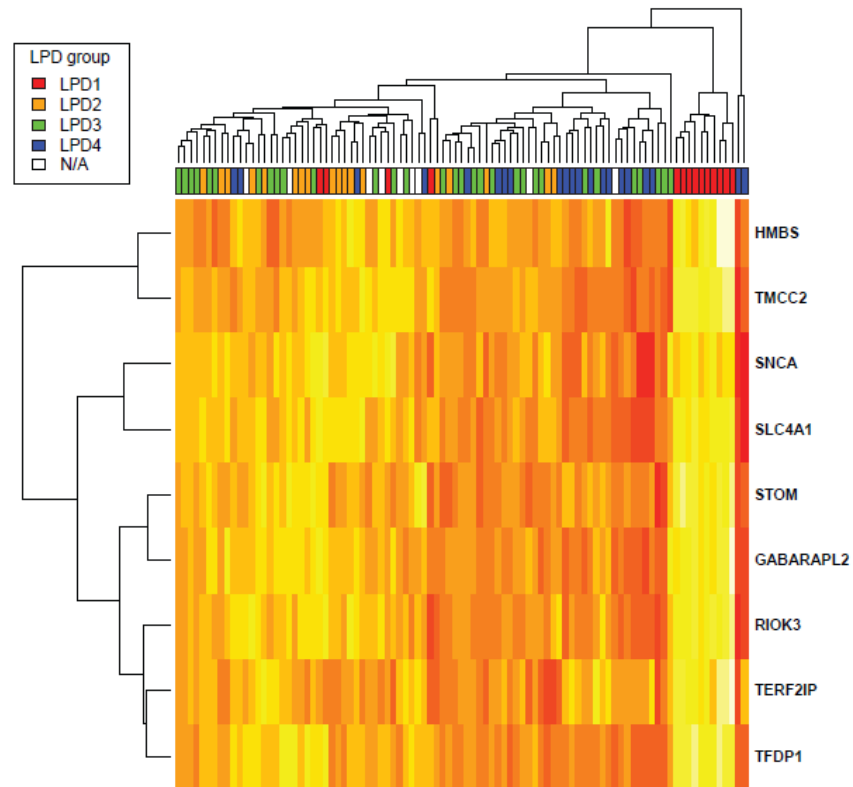 LPD group
LPD1
LPD2
LPD3
LPD4
N/A
HMBS
TMCC2
SNCA
SLC4A1
STOM
GABARAPL2
RIOK3
TERF2IP
TFDP1